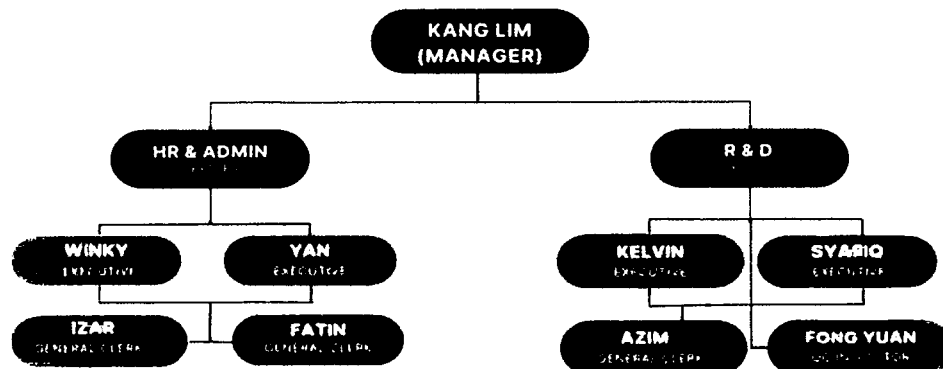 KANG LIM
(MANAGER)
HR & ADMIN
R & D
WINKY
EXECUTIVE
YAN
EXECUTIVE
KELVIN
EXECUTIVE
SYARIQ
EXECUTIVE
IZAR
GENERAL CLERK
FATIN
GENERAL CLERK
AZIM
GENERAL CLERK
FONG YUAN